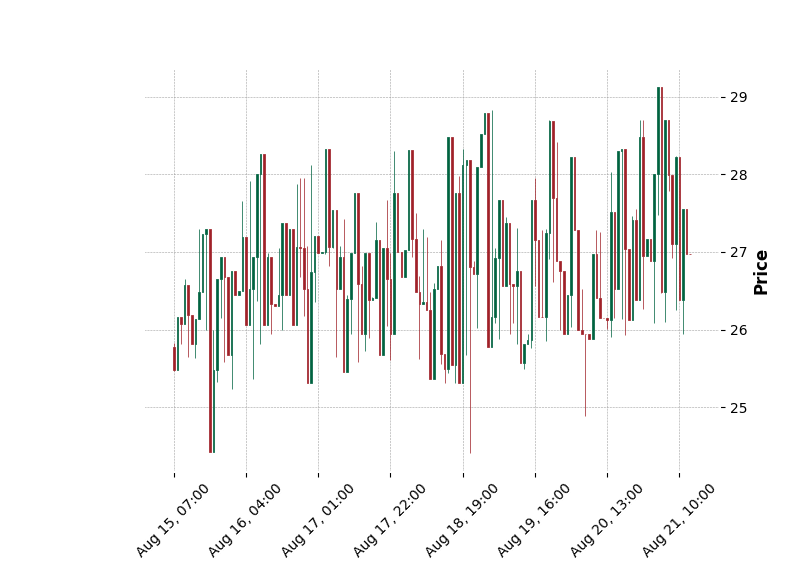 29
28
27
26
25
Price
Aug 15, 07:00
Aug 16, 04:00
Aug 17, 01:00
Aug 17, 22:00
Aug 18, 19:00
Aug 19, 16:00
Aug 20, 13:00
Aug 21, 10:00